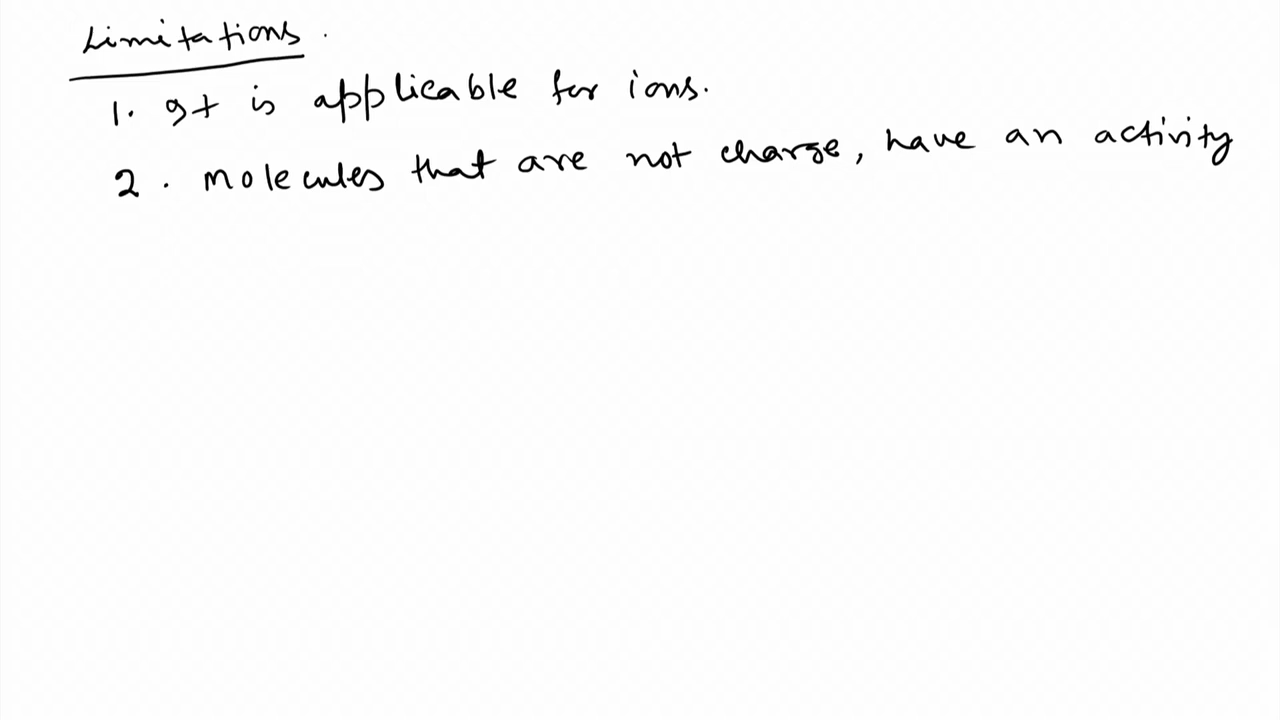 Limitations.
1. It is applicable for ions.
2. Molecules that are not charge, have an activity